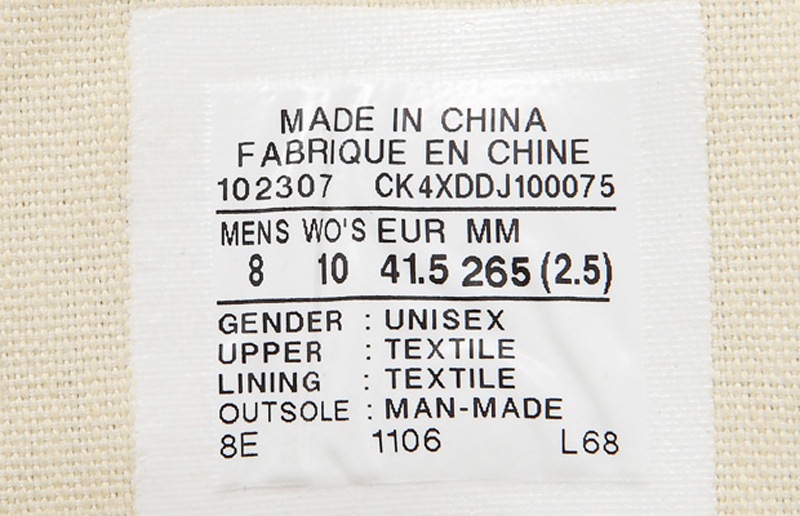 MADE IN CHINA
FABRIQUE EN CHINE
102307 CK4XDDJ100075
MENS WO'S EUR MM
8 10 41.5 265 (2.5)
GENDER : UNISEX
UPPER : TEXTILE
LINING : TEXTILE
OUTSOLE : MAN-MADE
8E 1106 L68